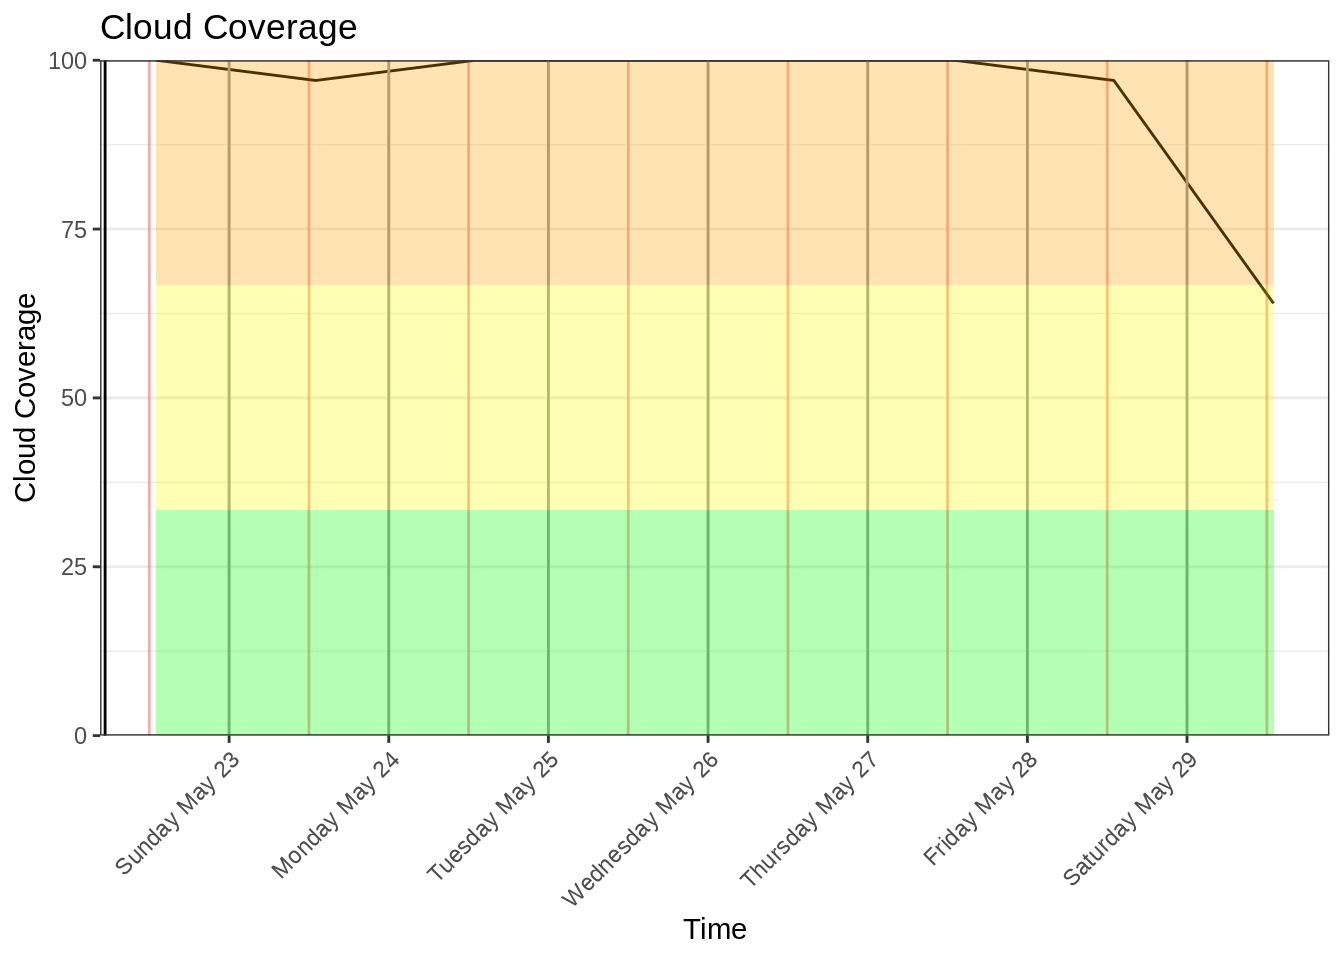 Cloud Coverage
Cloud Coverage
100
75
50
25
0
Sunday May 23
Monday May 24
Tuesday May 25
Wednesday May 26
Thursday May 27
Friday May 28
Saturday May 29
Time